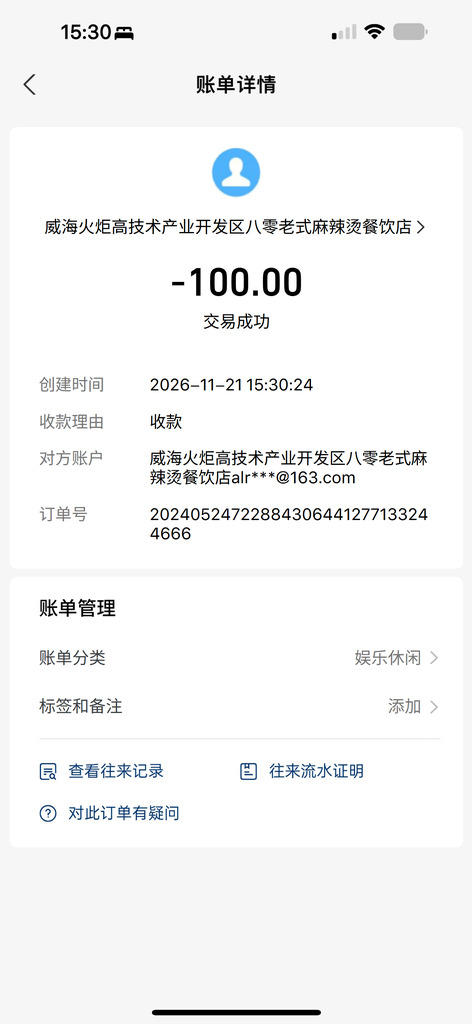 15:30
账单详情
威海火炬高技术产业开发区八零老式麻辣烫餐饮店
-100.00
交易成功
创建时间 2026-11-21 15:30:24
收款理由 收款
对方账户 威海火炬高技术产业开发区八零老式麻
辣烫餐饮店alr***@163.com
订单号 2024052472288430644127713324
4666
账单管理
账单分类 娱乐休闲
标签和备注 添加
查看往来记录 往来流水证明
对此订单有疑问